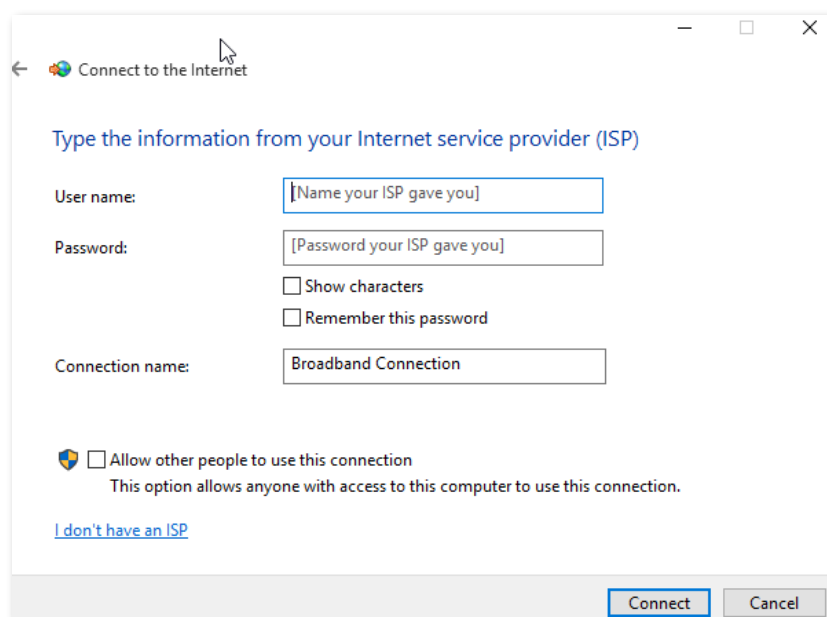 Connect to the Internet
Type the information from your Internet service provider (ISP)
User name:
[Name your ISP gave you]
Password:
[Password your ISP gave you]
Show characters
Remember this password
Connection name:
Broadband Connection
Allow other people to use this connection
This option allows anyone with access to this computer to use this connection.
I don't have an ISP
Connect
Cancel